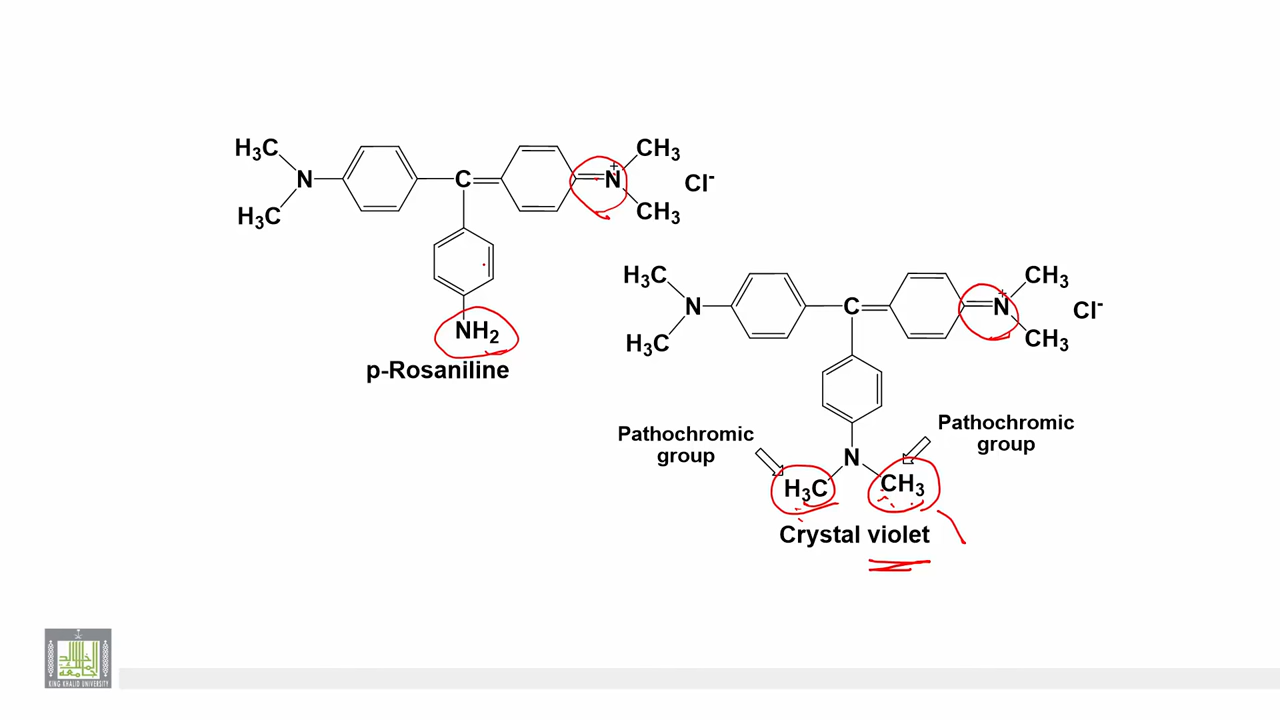 H₃C
CH₃
N
C
N
+
Cl-
H₃C
CH₃
NH₂
p-Rosaniline
H₃C
CH₃
N
C
N
+
Cl-
H₃C
CH₃
Pathochromic
group
Pathochromic
group
N
H₃C
CH₃
Crystal violet
KING KHALID UNIVERSITY